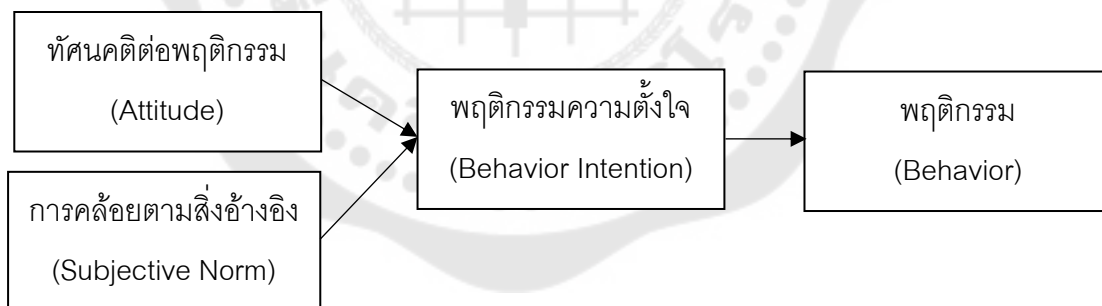 ทัศนคติต่อพฤติกรรม
(Attitude)
การคล้อยตามสิ่งอ้างอิง
(Subjective Norm)
พฤติกรรมความตั้งใจ
(Behavior Intention)
พฤติกรรม
(Behavior)